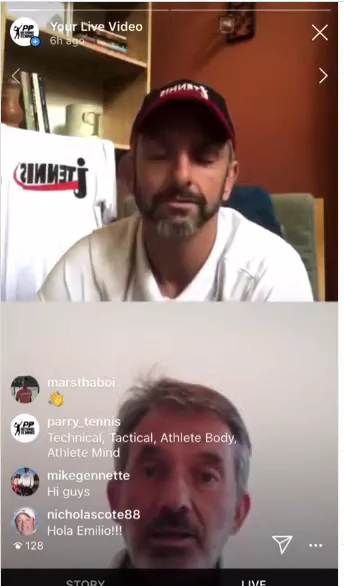 Your Live Video
6h ago
TENNIS
j TENNIS
marsthaboi
👋
parry_tennis
Technical, Tactical, Athlete Body,
Athlete Mind
mikegennette
Hi guys
nicholascote88
Hola Emilio!!!
128
STORY LIVE